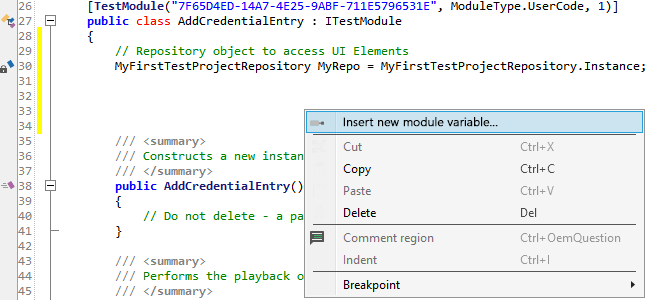 26 [TestModule("7F65D4ED-14A7-4E25-9ABF-711E5796531E", ModuleType.UserCode, 1)]
27 public class AddCredentialEntry : ITestModule
28 {
29 // Repository object to access UI Elements
30 MyFirstTestProjectRepository MyRepo = MyFirstTestProjectRepository.Instance;
31
32
33
34
35 /// <summary>
36 /// Constructs a new instan
37 /// </summary>
38 public AddCredentialEntry()
39 {
40 // Do not delete - a pa
41 }
42
43 /// <summary>
44 /// Performs the playback o
45 /// </summary>
Insert new module variable...
Cut Ctrl+X
Copy Ctrl+C
Paste Ctrl+V
Delete Del
Comment region Ctrl+OemQuestion
Indent Ctrl+I
Breakpoint